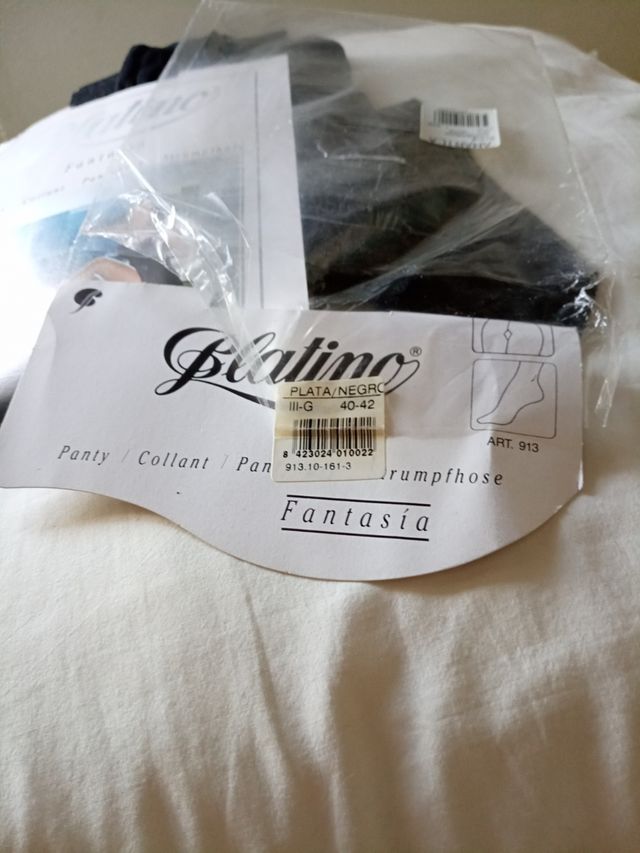 Platino®
PLATA/NEGRO
III-G 40-42
8 423024 010022
913.10-161-3
ART. 913
Panty / Collant / Pan trumpfhose
Fantasía